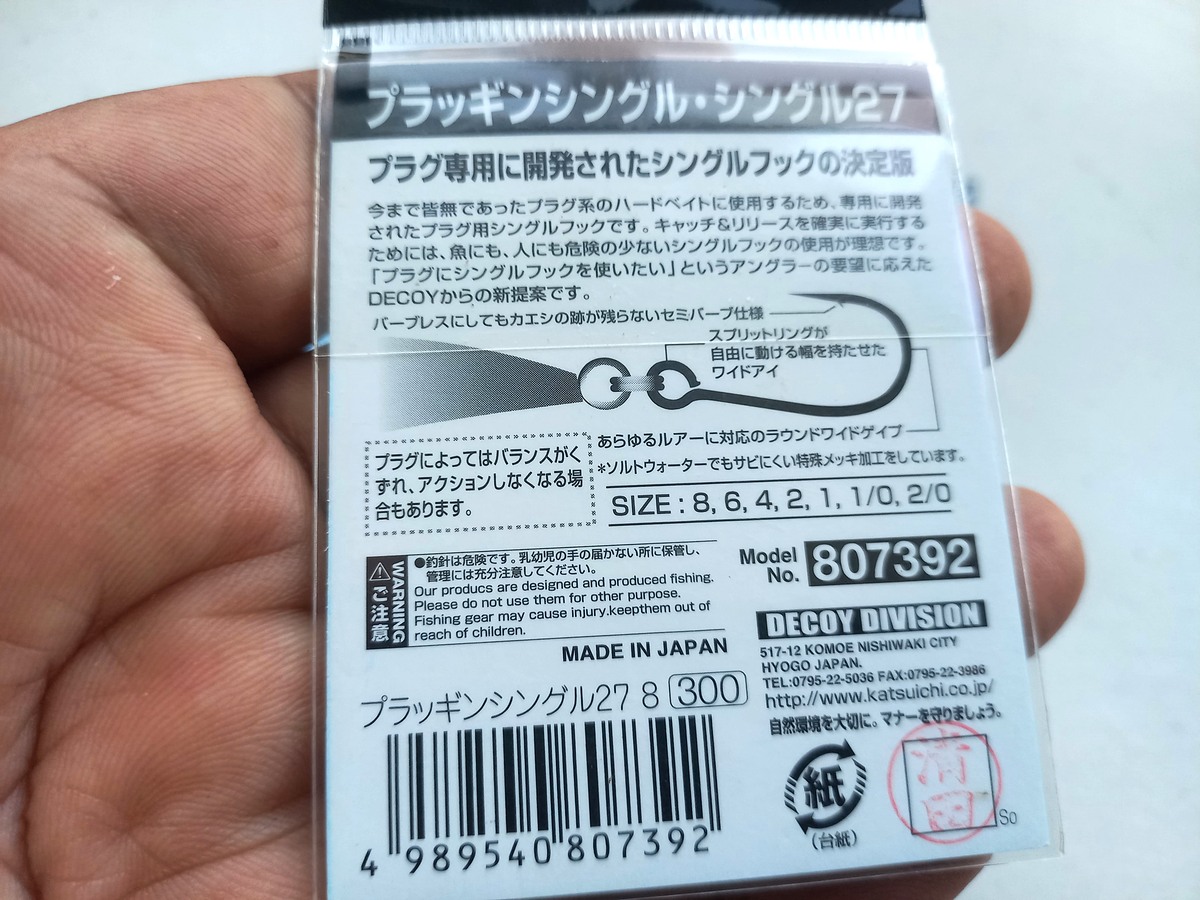 プラッギンシングル・シングル27
プラグ専用に開発されたシングルフックの決定版
今まで皆無であったプラグ系のハードベイトに使用するため、専用に開発
されたプラグ用シングルフックです。キャッチ&リリースを確実に実行する
ためには、魚にも、人にも危険の少ないシングルフックの使用が理想です。
「プラグにシングルフックを使いたい」というアングラーの要望に応えた
DECOYからの新提案です。
バーブレスにしてもカエシの跡が残らないセミバーブ仕様
スプリットリングが
自由に動ける幅を持たせた
ワイドアイ
あらゆるルアーに対応のラウンドワイドゲイプ
*ソルトウォーターでもサビにくい特殊メッキ加工をしています。
プラグによってはバランスがく
ずれ、アクションしなくなる場
合もあります。
SIZE : 8, 6, 4, 2, 1, 1/0, 2/0
WARNING
ご注意
●釣針は危険です。乳幼児の手の届かない所に保管し、
管理には充分注意してください。
Our producs are designed and produced fishing.
Please do not use them for other purpose.
Fishing gear may cause injury.keepthem out of
reach of children.
Model No. 807392
DECOY DIVISION
517-12 KOMOE NISHIWAKI CITY
HYOGO JAPAN.
TEL:0795-22-5036 FAX:0795-22-3986
http://www.katsuichi.co.jp/
自然環境を大切に。マナーを守りましょう。
MADE IN JAPAN
プラッギンシングル27 8 300
4 989540 807392
紙
(台紙)
清田
So